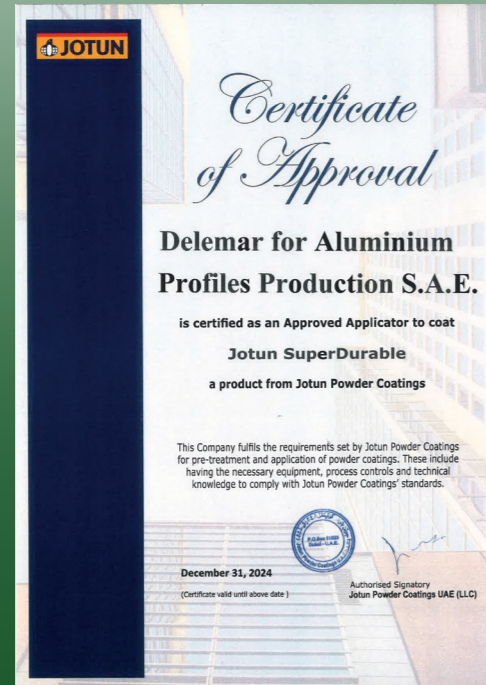 JOTUN
Certificate
of Approval
Delemar for Aluminium
Profiles Production S.A.E.
is certified as an Approved Applicator to coat
Jotun SuperDurable
a product from Jotun Powder Coatings
This Company fulfils the requirements set by Jotun Powder Coatings
for pre-treatment and application of powder coatings. These include
having the necessary equipment, process controls and technical
knowledge to comply with Jotun Powder Coatings' standards.
December 31, 2024
(Certificate valid until above date )
Authorised Signatory
Jotun Powder Coatings UAE (LLC)